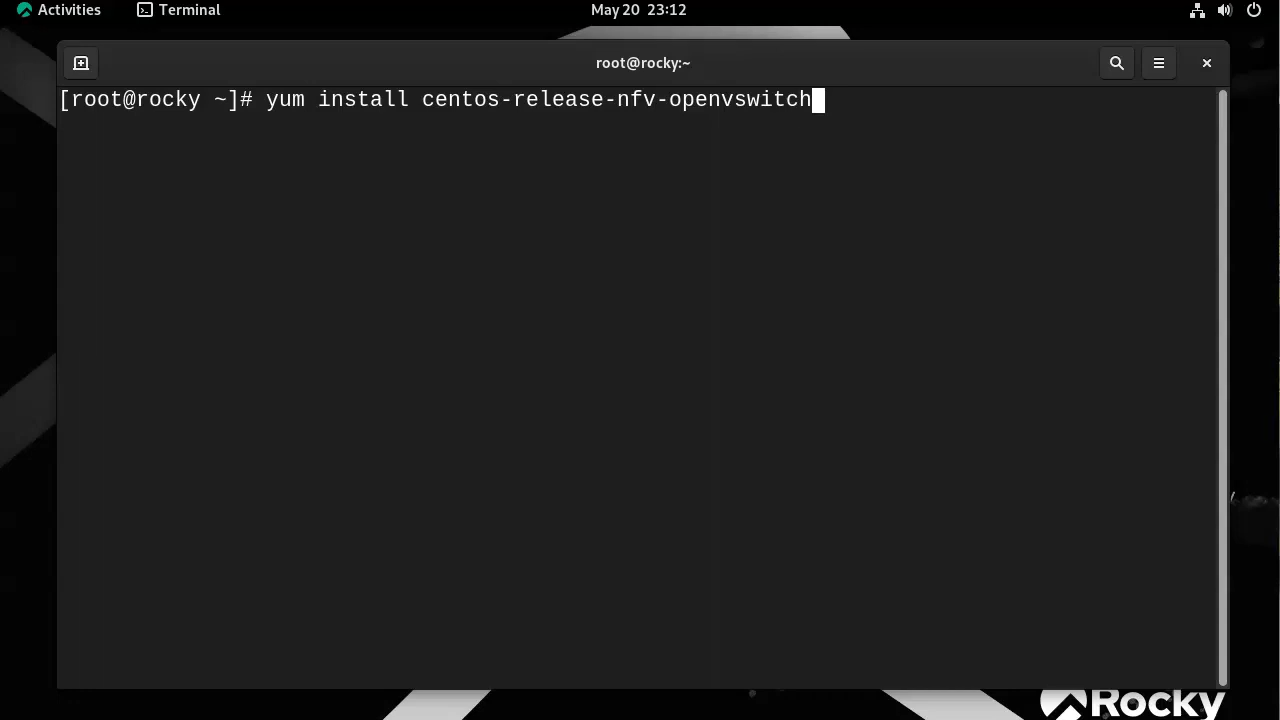 Activities Terminal May 20 23:12
root@rocky:~
[root@rocky ~]# yum install centos-release-nfv-openvswitch
Rocky